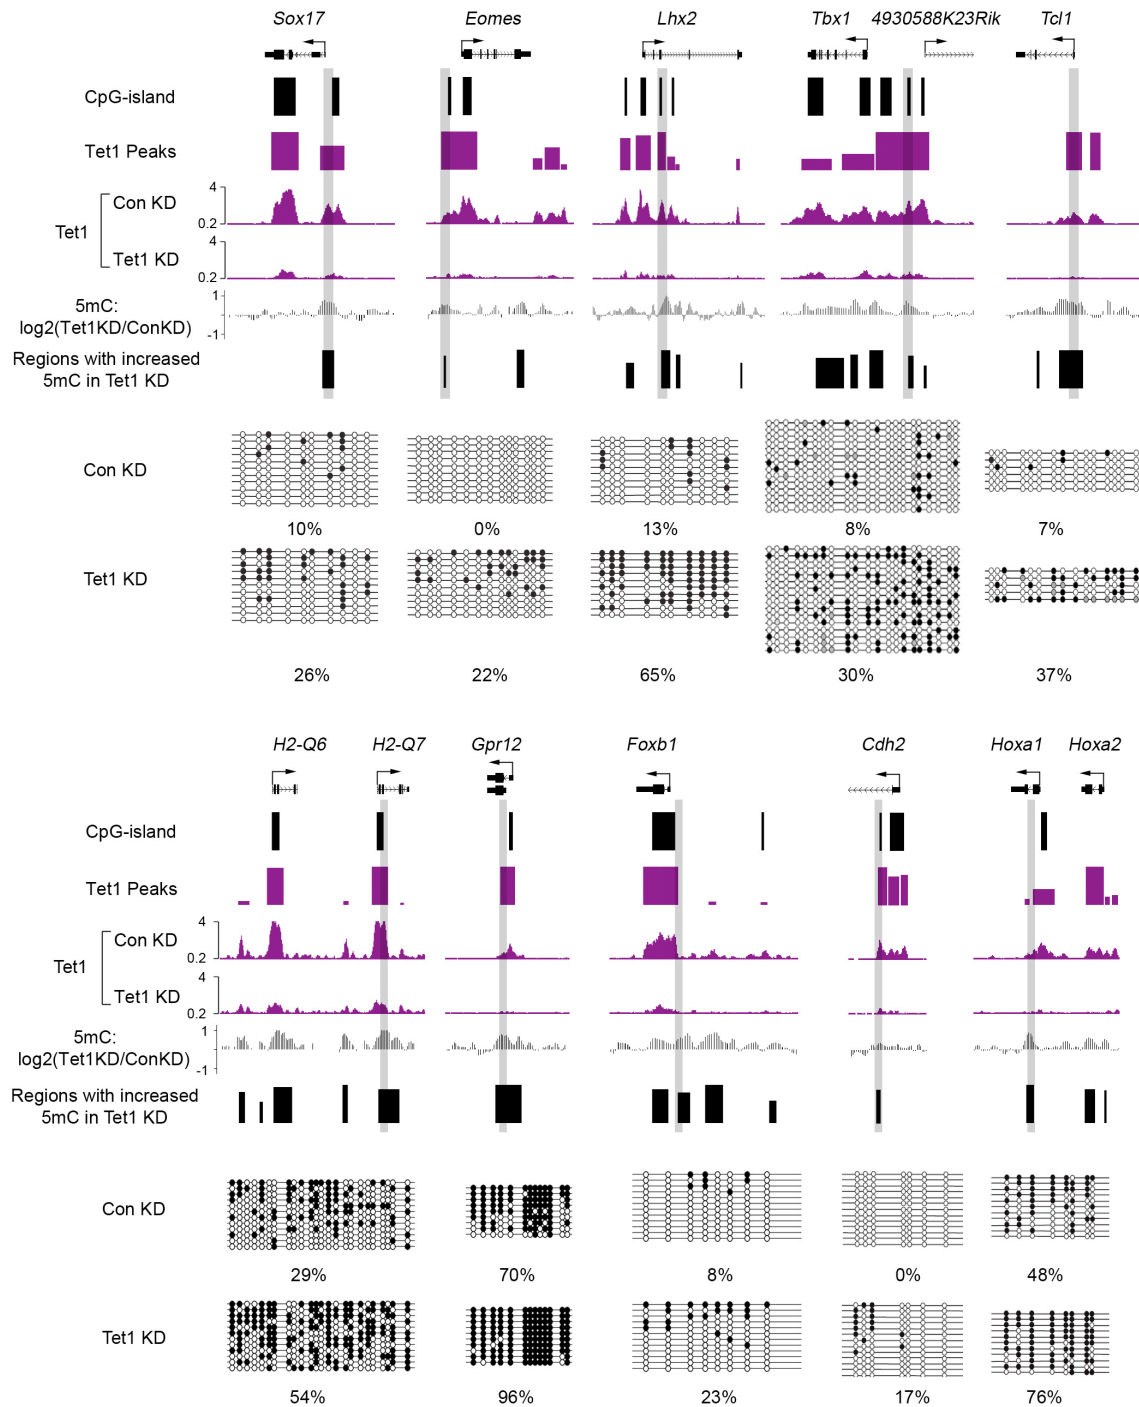 Sox17 Eomes Lhx2 Tbx1 4930588K23Rik Tcl1
CpG-island
Tet1 Peaks
4
Con KD
0.2
Tet1
4
Tet1 KD
0.2
5mC: 1
log2(Tet1KD/ConKD)
-1
Regions with increased
5mC in Tet1 KD
Con KD
10% 0% 13% 8% 7%
Tet1 KD
26% 22% 65% 30% 37%
H2-Q6 H2-Q7 Gpr12 Foxb1 Cdh2 Hoxa1 Hoxa2
CpG-island
Tet1 Peaks
4
Con KD
0.2
Tet1
4
Tet1 KD
0.2
5mC: 1
log2(Tet1KD/ConKD)
-1
Regions with increased
5mC in Tet1 KD
Con KD
29% 70% 8% 0% 48%
Tet1 KD
54% 96% 23% 17% 76%